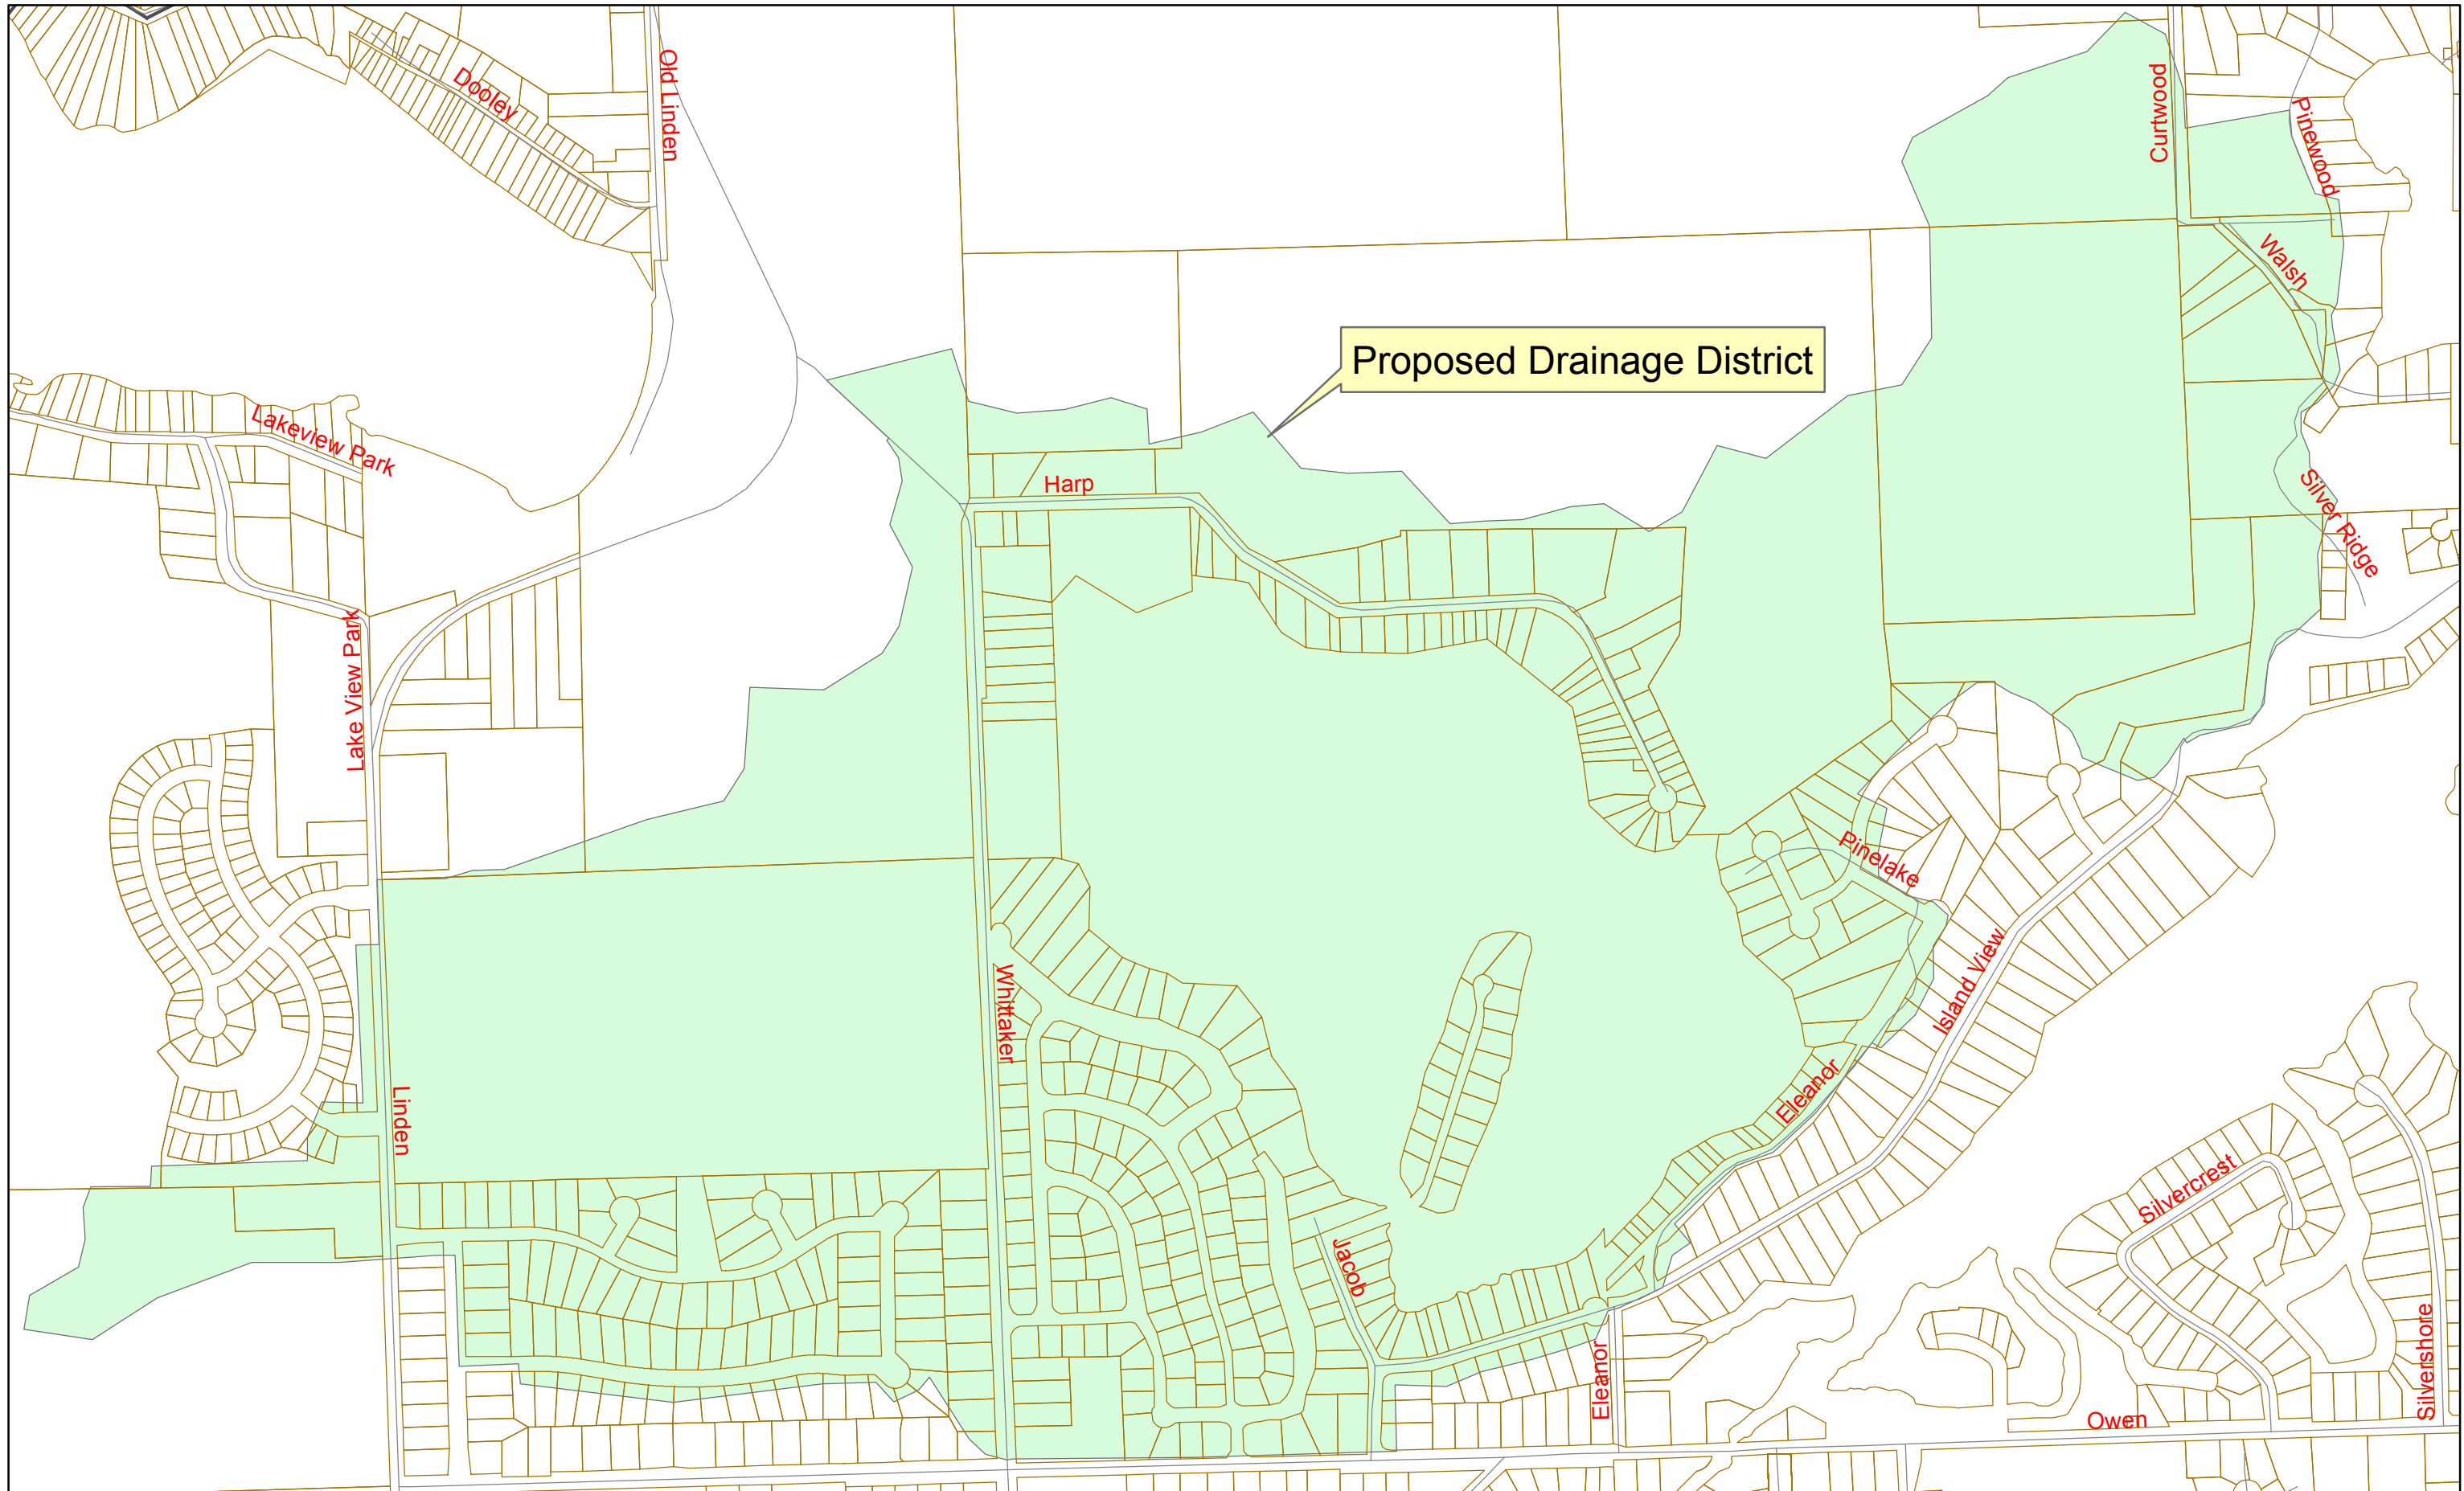 Dooley
Old Linden
Curtwood
Pinewood
Walsh
Proposed Drainage District
Lakeview Park
Harp
Silver Ridge
Lake View Park
Pinelake
Island View
Whittaker
Linden
Eleanor
Silvercrest
Jacob
Eleanor
Silvershore
Owen